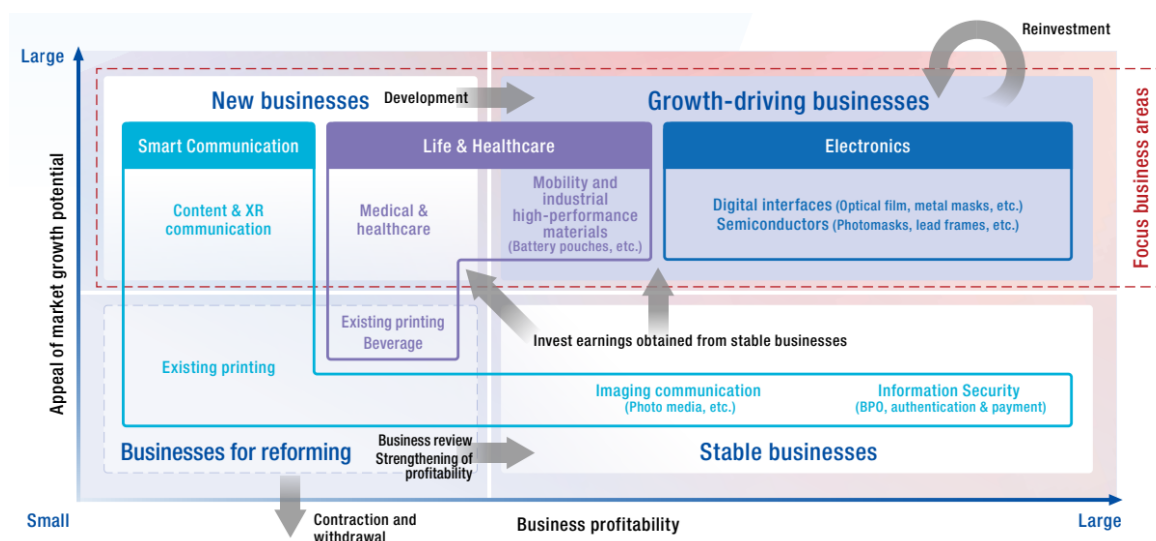 Reinvestment
Large
New businesses
Development
Growth-driving businesses
Smart Communication
Life & Healthcare
Electronics
Content & XR
communication
Medical &
healthcare
Mobility and
industrial
high-performance
materials
(Battery pouches, etc.)
Digital interfaces (Optical film, metal masks, etc.)
Semiconductors (Photomasks, lead frames, etc.)
Focus business areas
Appeal of market growth potential
Existing printing
Beverage
Invest earnings obtained from stable businesses
Existing printing
Imaging communication
(Photo media, etc.)
Information Security
(BPO, authentication & payment)
Businesses for reforming
Business review
Strengthening of
profitability
Stable businesses
Small
Contraction and
withdrawal
Business profitability
Large